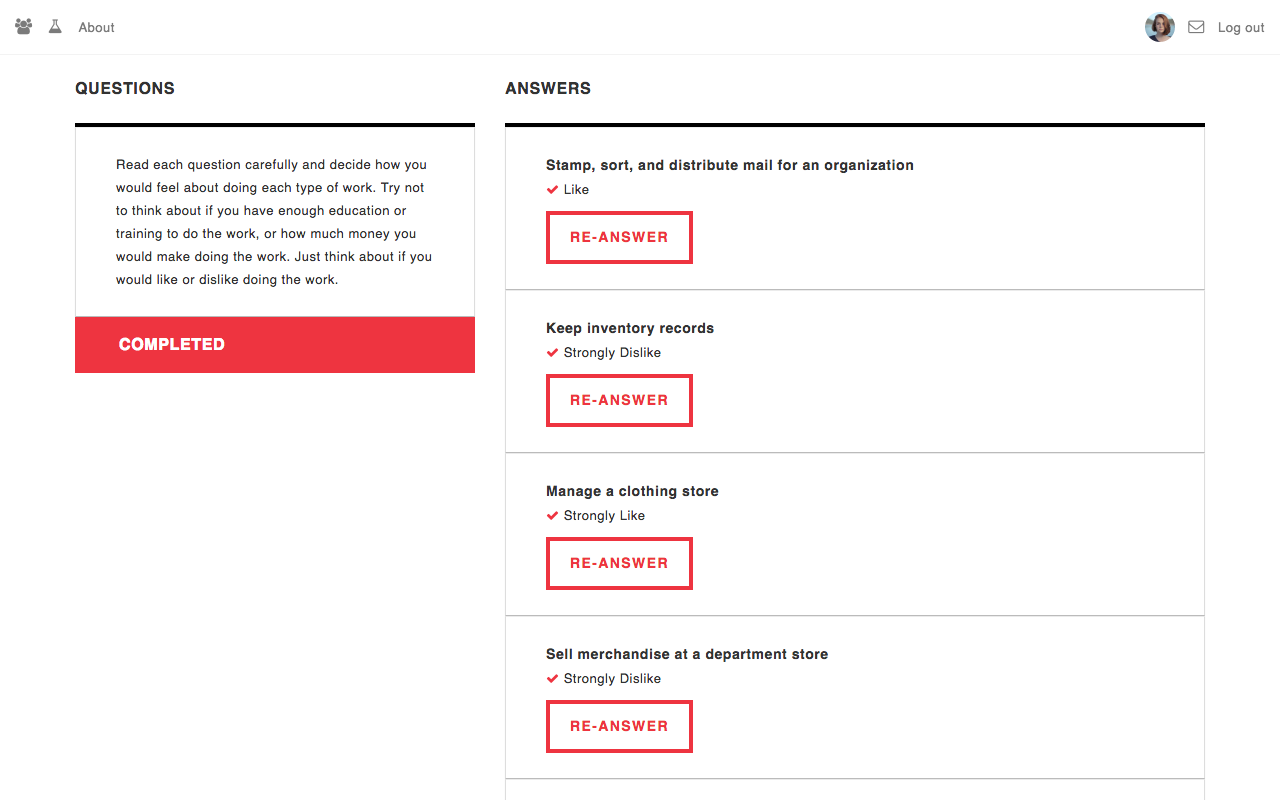 About
Log out
QUESTIONS
Read each question carefully and decide how you
would feel about doing each type of work. Try not
to think about if you have enough education or
training to do the work, or how much money you
would make doing the work. Just think about if you
would like or dislike doing the work.
COMPLETED
ANSWERS
Stamp, sort, and distribute mail for an organization
Like
RE-ANSWER
Keep inventory records
Strongly Dislike
RE-ANSWER
Manage a clothing store
Strongly Like
RE-ANSWER
Sell merchandise at a department store
Strongly Dislike
RE-ANSWER